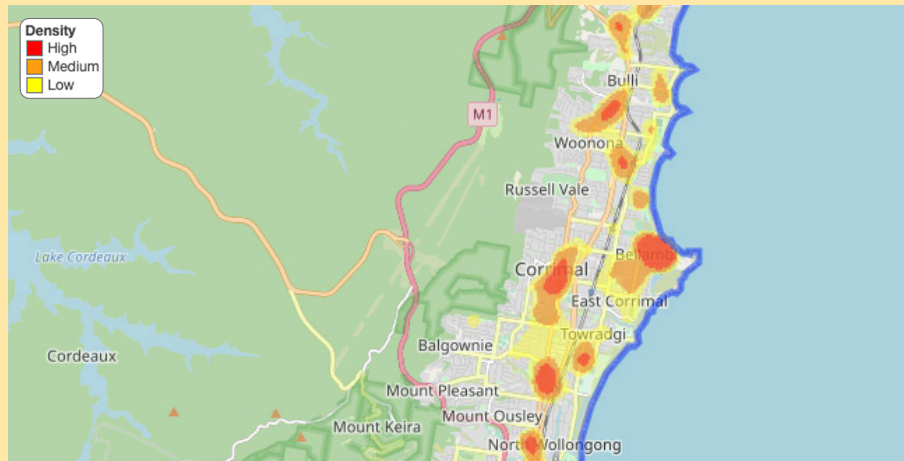 Density
High
Medium
Low
Bulli
M1
Woonona
Russell Vale
Lake Cordeaux
Bellambi
Corrimal
East Corrimal
Towradgi
Balgownie
Cordeaux
Mount Pleasant
Mount Ousley
Mount Keira
North Wollongong